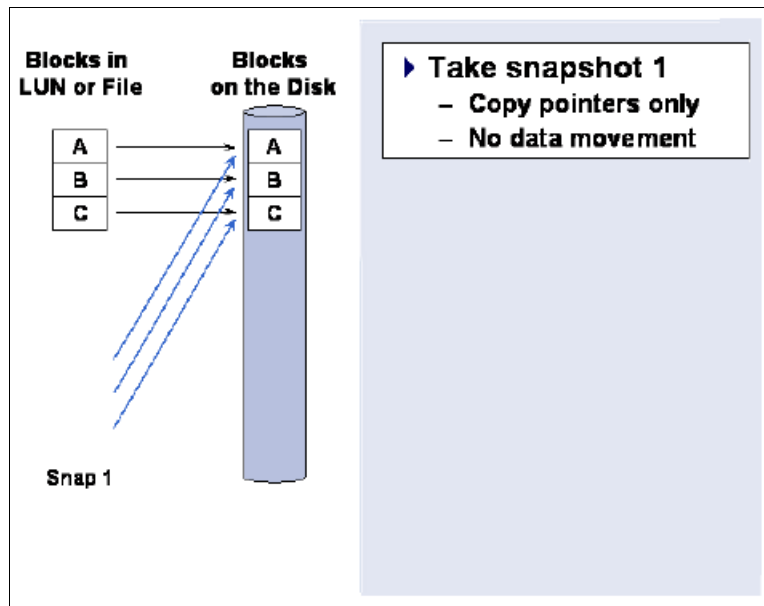 Blocks in
LUN or File
Blocks
on the Disk
A
B
C
A
B
C
Snap 1
Take snapshot 1
– Copy pointers only
– No data movement